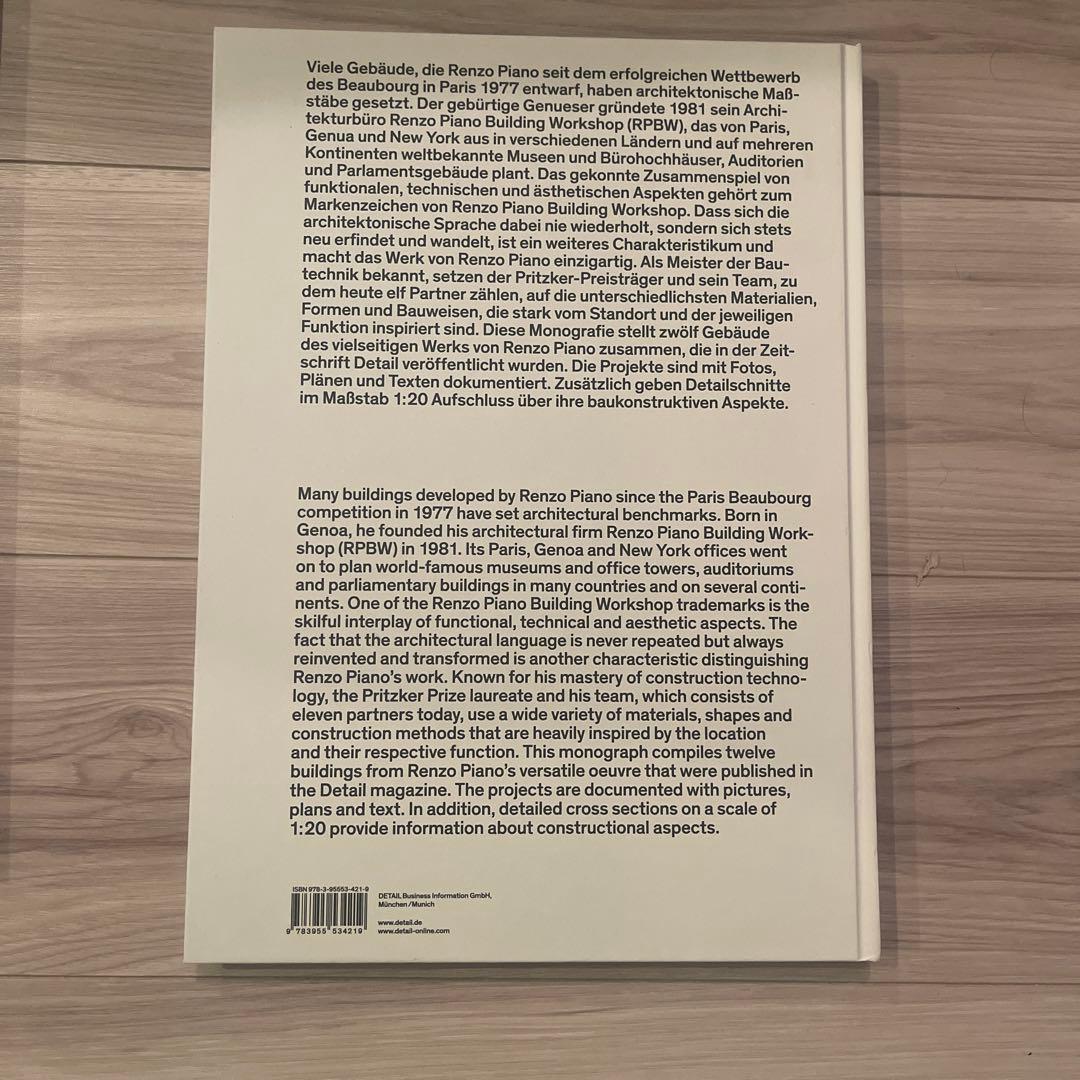 Viele Gebäude, die Renzo Piano seit dem erfolgreichen Wettbewerb
des Beaubourg in Paris 1977 entwarf, haben architektonische Maß-
stäbe gesetzt. Der gebürtige Genueser gründete 1981 sein Archi-
tekturbüro Renzo Piano Building Workshop (RPBW), das von Paris,
Genua und New York aus in verschiedenen Ländern und auf mehreren
Kontinenten weltbekannte Museen und Bürohochhäuser, Auditorien
und Parlamentsgebäude plant. Das gekonnte Zusammenspiel von
funktionalen, technischen und ästhetischen Aspekten gehört zum
Markenzeichen von Renzo Piano Building Workshop. Dass sich die
architektonische Sprache dabei nie wiederholt, sondern sich stets
neu erfindet und wandelt, ist ein weiteres Charakteristikum und
macht das Werk von Renzo Piano einzigartig. Als Meister der Bau-
technik bekannt, setzen der Pritzker-Preisträger und sein Team, zu
dem heute elf Partner zählen, auf die unterschiedlichsten Materialien,
Formen und Bauweisen, die stark vom Standort und der jeweiligen
Funktion inspiriert sind. Diese Monografie stellt zwölf Gebäude
des vielseitigen Werks von Renzo Piano zusammen, die in der Zeit-
schrift Detail veröffentlicht wurden. Die Projekte sind mit Fotos,
Plänen und Texten dokumentiert. Zusätzlich geben Detailschnitte
im Maßstab 1:20 Aufschluss über ihre baukonstruktiven Aspekte.
Many buildings developed by Renzo Piano since the Paris Beaubourg
competition in 1977 have set architectural benchmarks. Born in
Genoa, he founded his architectural firm Renzo Piano Building Work-
shop (RPBW) in 1981. Its Paris, Genoa and New York offices went
on to plan world-famous museums and office towers, auditoriums
and parliamentary buildings in many countries and on several conti-
nents. One of the Renzo Piano Building Workshop trademarks is the
skilful interplay of functional, technical and aesthetic aspects. The
fact that the architectural language is never repeated but always
reinvented and transformed is another characteristic distinguishing
Renzo Piano's work. Known for his mastery of construction techno-
logy, the Pritzker Prize laureate and his team, which consists of
eleven partners today, use a wide variety of materials, shapes and
construction methods that are heavily inspired by the location
and their respective function. This monograph compiles twelve
buildings from Renzo Piano's versatile oeuvre that were published in
the Detail magazine. The projects are documented with pictures,
plans and text. In addition, detailed cross sections on a scale of
1:20 provide information about constructional aspects.
ISBN 978-3-95553-421-9
9 783955 534219
DETAIL Business Information GmbH,
München/Munich
www.detail.de
www.detail-online.com